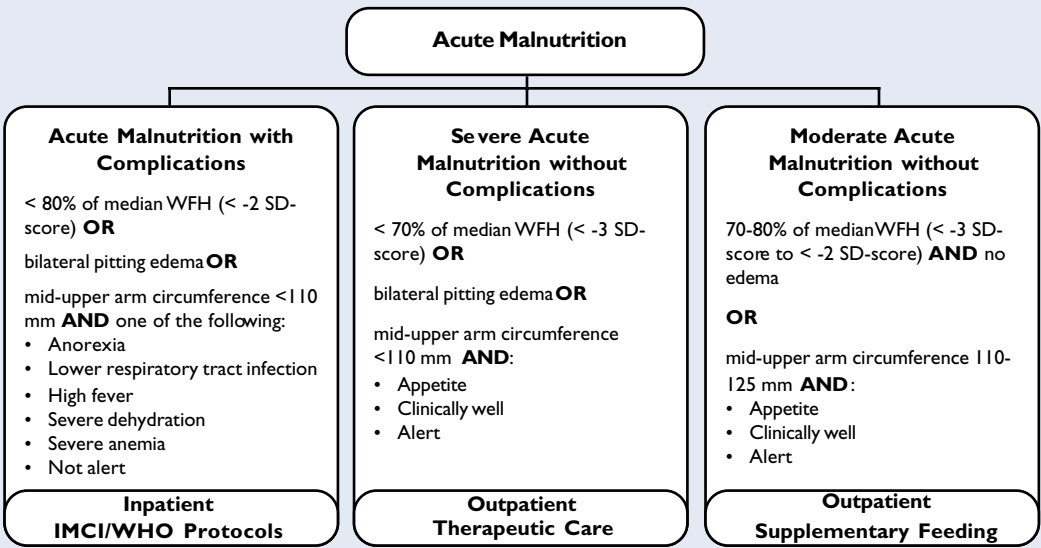 Acute Malnutrition
Acute Malnutrition with
Complications
< 80% of median WFH (< -2 SD-
score) OR
bilateral pitting edema OR
mid-upper arm circumference <110
mm AND one of the following:
• Anorexia
• Lower respiratory tract infection
• High fever
• Severe dehydration
• Severe anemia
• Not alert
Inpatient
IMCI/WHO Protocols
Severe Acute
Malnutrition without
Complications
< 70% of median WFH (< -3 SD-
score) OR
bilateral pitting edema OR
mid-upper arm circumference
<110 mm AND:
• Appetite
• Clinically well
• Alert
Outpatient
Therapeutic Care
Moderate Acute
Malnutrition without
Complications
70-80% of median WFH (< -3 SD-
score to < -2 SD-score) AND no
edema
OR
mid-upper arm circumference 110-
125 mm AND:
• Appetite
• Clinically well
• Alert
Outpatient
Supplementary Feeding